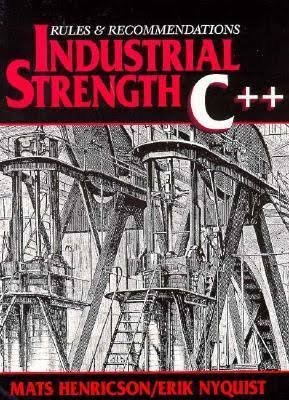 RULES & RECOMMENDATIONS
INDUSTRIAL
STRENGTH C++
MATS HENRICSON/ERIK NYQUIST